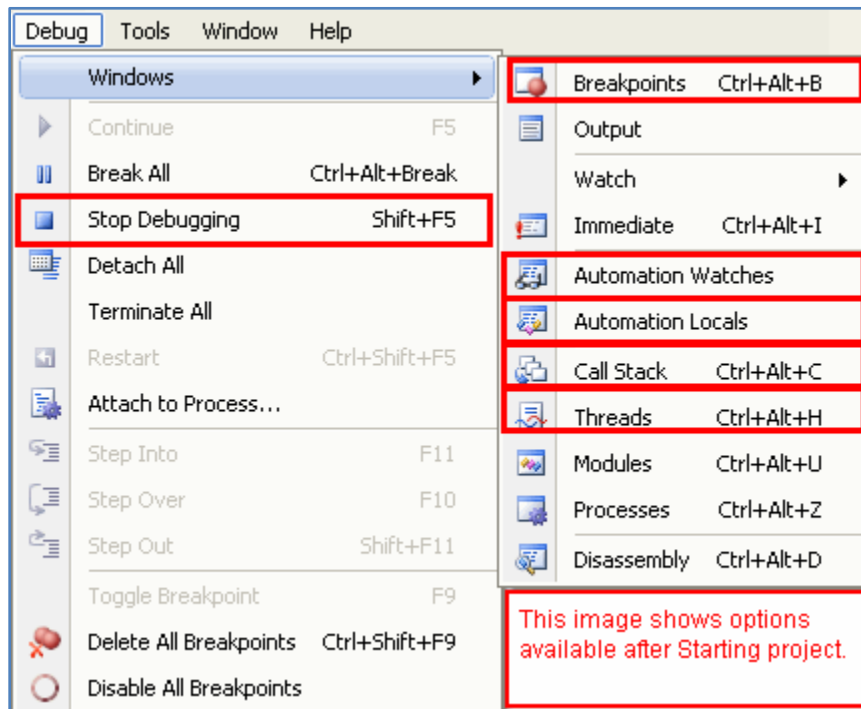 Debug Tools Window Help
Windows
Continue F5
Break All Ctrl+Alt+Break
Stop Debugging Shift+F5
Detach All
Terminate All
Restart Ctrl+Shift+F5
Attach to Process...
Step Into F11
Step Over F10
Step Out Shift+F11
Toggle Breakpoint F9
Delete All Breakpoints Ctrl+Shift+F9
Disable All Breakpoints
Breakpoints Ctrl+Alt+B
Output
Watch
Immediate Ctrl+Alt+I
Automation Watches
Automation Locals
Call Stack Ctrl+Alt+C
Threads Ctrl+Alt+H
Modules Ctrl+Alt+U
Processes Ctrl+Alt+Z
Disassembly Ctrl+Alt+D
This image shows options
available after Starting project.